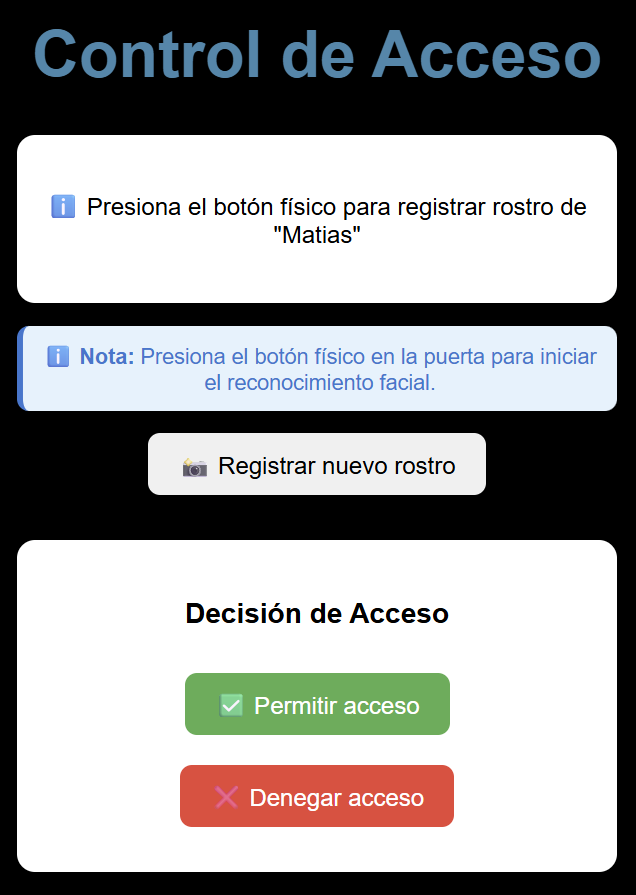 Control de Acceso
ℹ️ Presiona el botón físico para registrar rostro de
"Matias"
ℹ️ Nota: Presiona el botón físico en la puerta para iniciar
el reconocimiento facial.
📸 Registrar nuevo rostro
Decisión de Acceso
✅ Permitir acceso
❌ Denegar acceso